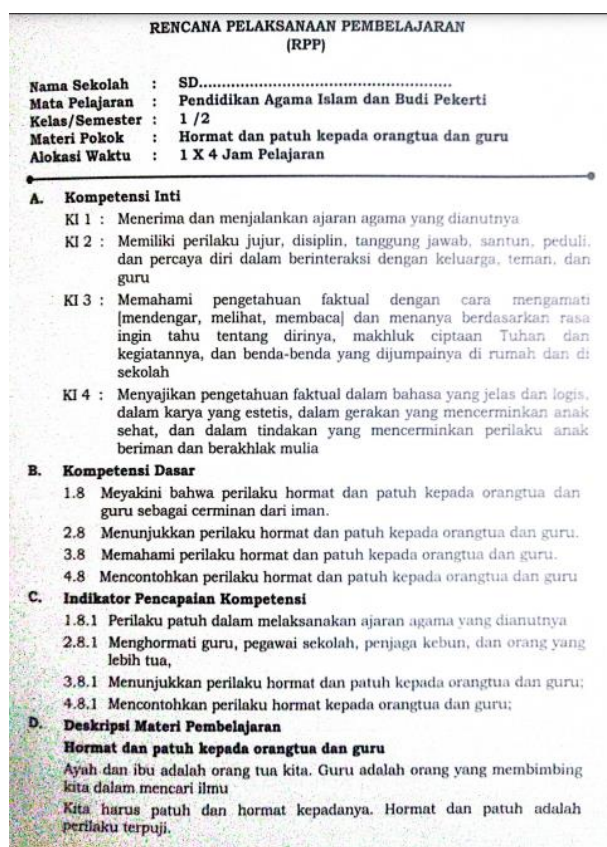 RENCANA PELAKSANAAN PEMBELAJARAN
(RPP)
Nama Sekolah : SD....................................................
Mata Pelajaran : Pendidikan Agama Islam dan Budi Pekerti
Kelas/Semester : 1 /2
Materi Pokok : Hormat dan patuh kepada orangtua dan guru
Alokasi Waktu : 1 X 4 Jam Pelajaran
A. Kompetensi Inti
KI 1 : Menerima dan menjalankan ajaran agama yang dianutnya
KI 2 : Memiliki perilaku jujur, disiplin, tanggung jawab, santun, peduli,
dan percaya diri dalam berinteraksi dengan keluarga, teman, dan
guru
KI 3 : Memahami pengetahuan faktual dengan cara mengamati
[mendengar, melihat, membaca] dan menanya berdasarkan rasa
ingin tahu tentang dirinya, makhluk ciptaan Tuhan dan
kegiatannya, dan benda-benda yang dijumpainya di rumah dan di
sekolah
KI 4 : Menyajikan pengetahuan faktual dalam bahasa yang jelas dan logis,
dalam karya yang estetis, dalam gerakan yang mencerminkan anak
sehat, dan dalam tindakan yang mencerminkan perilaku anak
beriman dan berakhlak mulia
B. Kompetensi Dasar
1.8 Meyakini bahwa perilaku hormat dan patuh kepada orangtua dan
guru sebagai cerminan dari iman.
2.8 Menunjukkan perilaku hormat dan patuh kepada orangtua dan guru.
3.8 Memahami perilaku hormat dan patuh kepada orangtua dan guru.
4.8 Mencontohkan perilaku hormat dan patuh kepada orangtua dan guru
C. Indikator Pencapaian Kompetensi
1.8.1 Perilaku patuh dalam melaksanakan ajaran agama yang dianutnya
2.8.1 Menghormati guru, pegawai sekolah, penjaga kebun, dan orang yang
lebih tua,
3.8.1 Menunjukkan perilaku hormat dan patuh kepada orangtua dan guru;
4.8.1 Mencontohkan perilaku hormat kepada orangtua dan guru;
D. Deskripsi Materi Pembelajaran
Hormat dan patuh kepada orangtua dan guru
Ayah dan ibu adalah orang tua kita. Guru adalah orang yang membimbing
kita dalam mencari ilmu
Kita harus patuh dan hormat kepadanya. Hormat dan patuh adalah
perilaku terpuji.